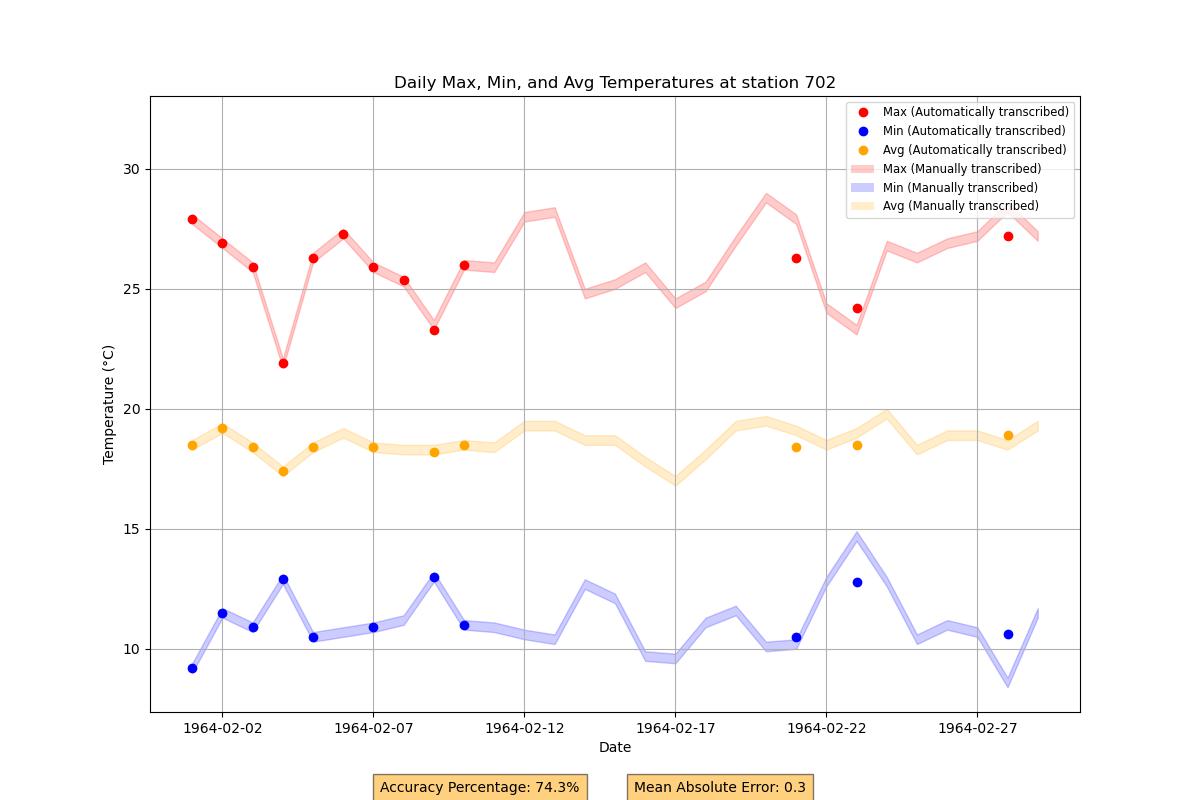 Daily Max, Min, and Avg Temperatures at station 702
Max (Automatically transcribed)
Min (Automatically transcribed)
Avg (Automatically transcribed)
Max (Manually transcribed)
Min (Manually transcribed)
Avg (Manually transcribed)
Temperature (°C)
30
25
20
15
10
1964-02-02 1964-02-07 1964-02-12 1964-02-17 1964-02-22 1964-02-27
Date
Accuracy Percentage: 74.3% Mean Absolute Error: 0.3